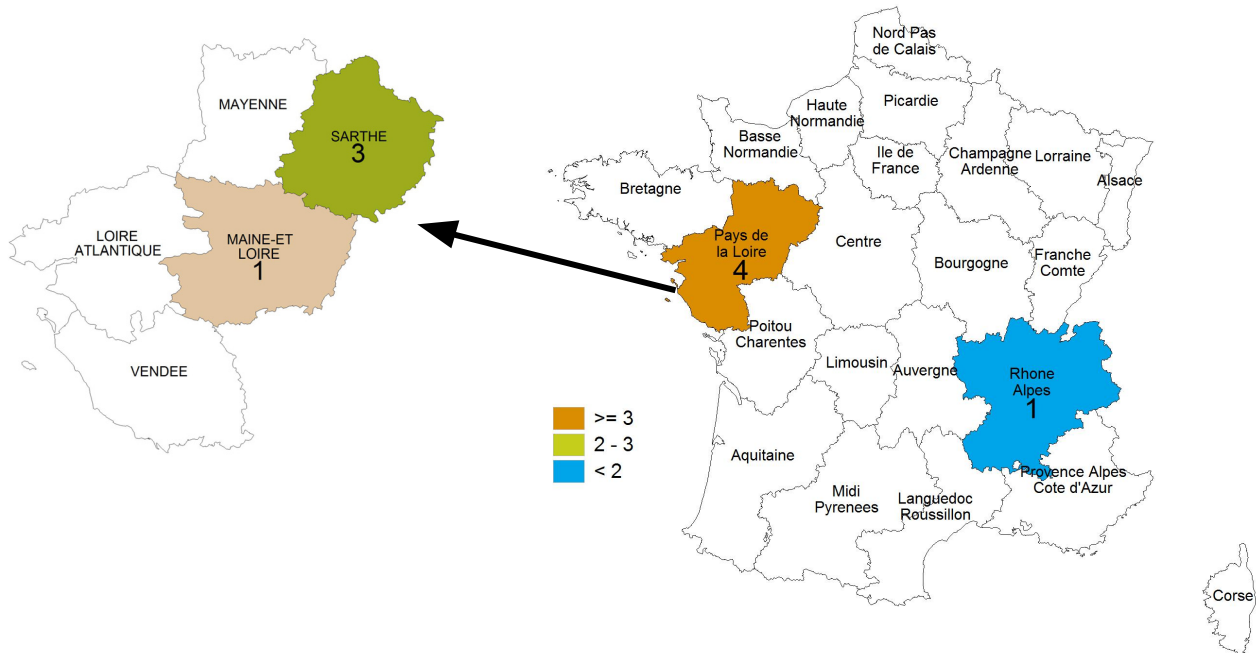 MAYENNE
SARTHE
3
LOIRE
ATLANTIQUE
MAINE-ET
LOIRE
1
VENDEE
Nord Pas
de Calais
Picardie
Haute
Normandie
Basse
Normandie
Ile de
France
Champagne
Ardenne
Lorraine
Alsace
Bretagne
Pays de
la Loire
4
Centre
Bourgogne
Franche
Comte
Poitou
Charentes
Limousin
Auvergne
Rhone
Alpes
1
>= 3
2 - 3
< 2
Aquitaine
Midi
Pyrenees
Languedoc
Roussillon
Provence Alpes
Cote d'Azur
Corse